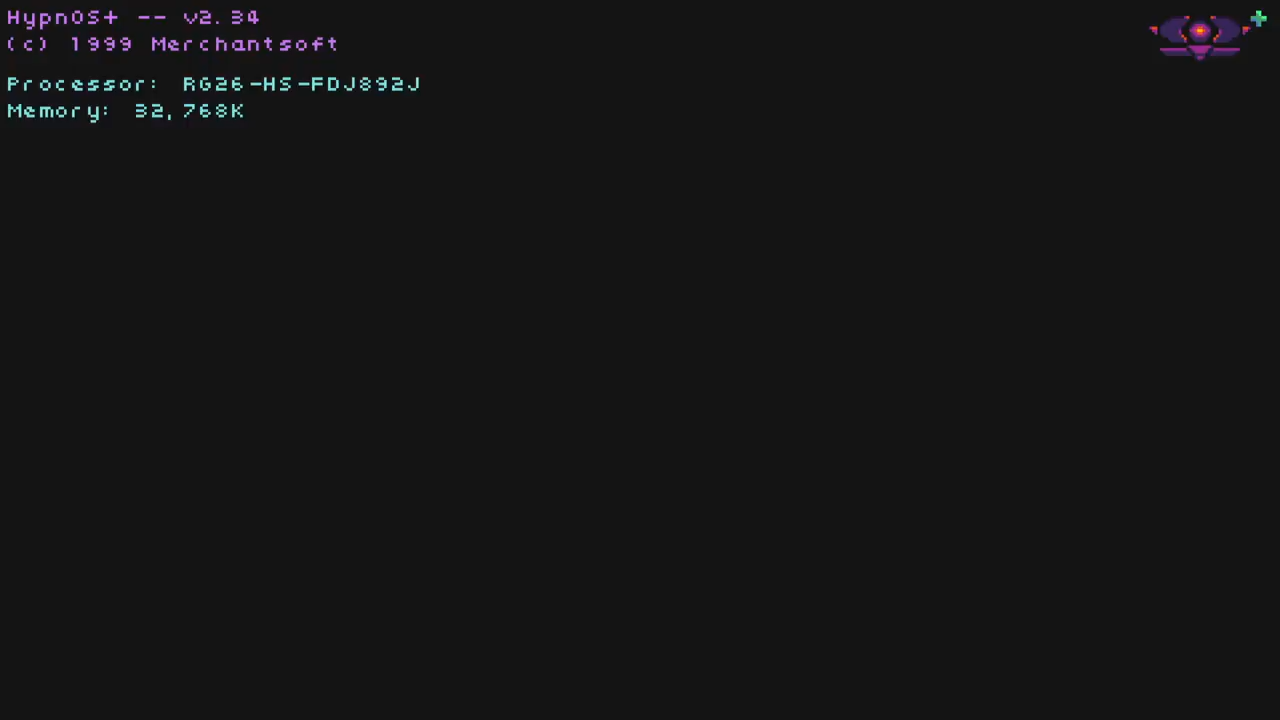 HypnOS+ -- v2.34
(c) 1999 Merchantsoft
Processor: RG26-HS-FDJ892J
Memory: 32,768K